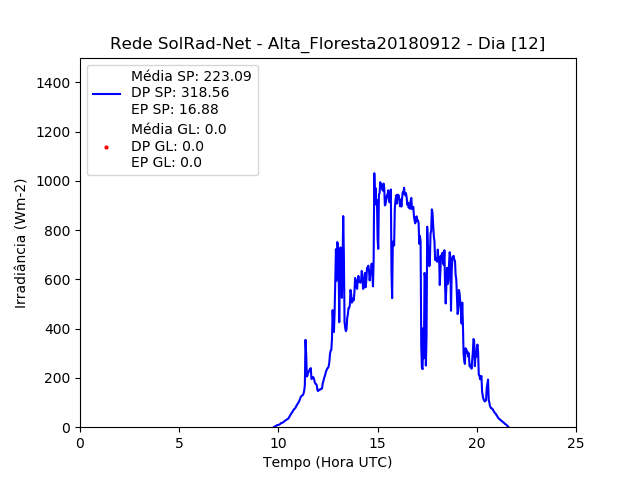 Rede SolRad-Net - Alta_Floresta20180912 - Dia [12]
Média SP: 223.09
DP SP: 318.56
EP SP: 16.88
Média GL: 0.0
DP GL: 0.0
EP GL: 0.0
1400
1200
1000
800
600
400
200
0
Irradiância (Wm-2)
0 5 10 15 20 25
Tempo (Hora UTC)